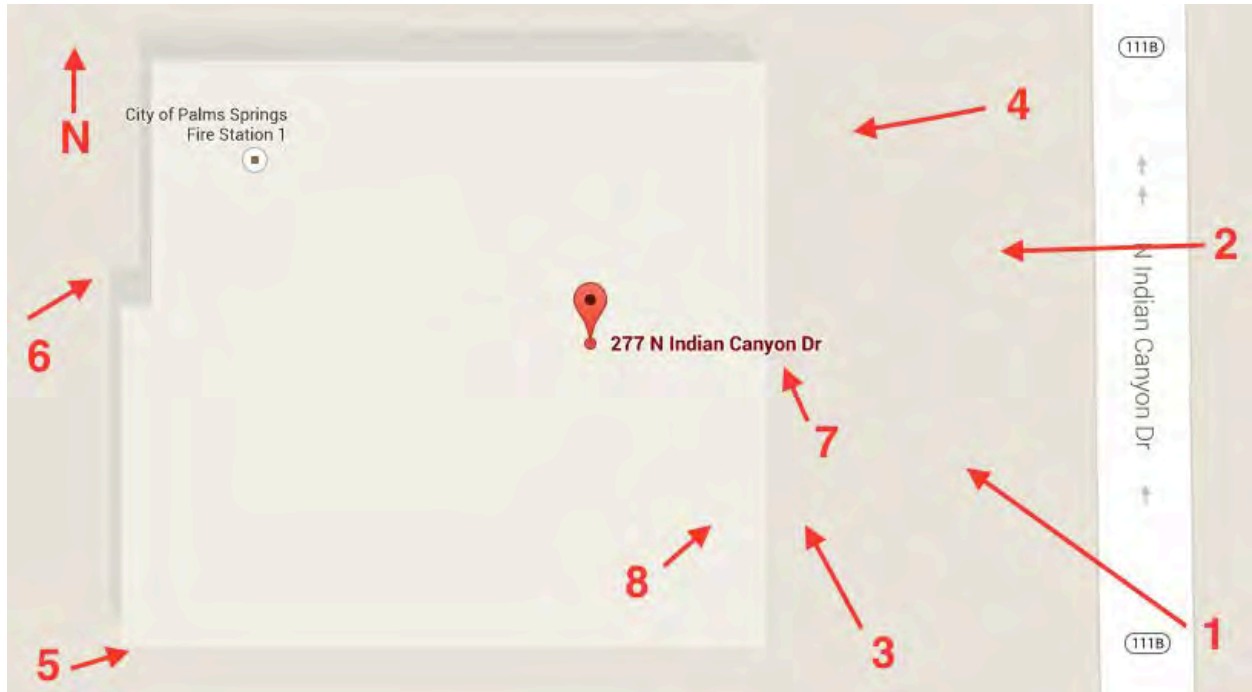 111B
N
City of Palms Springs
Fire Station 1
4
2
6
277 N Indian Canyon Dr
N Indian Canyon Dr
7
8
3
1
5
111B